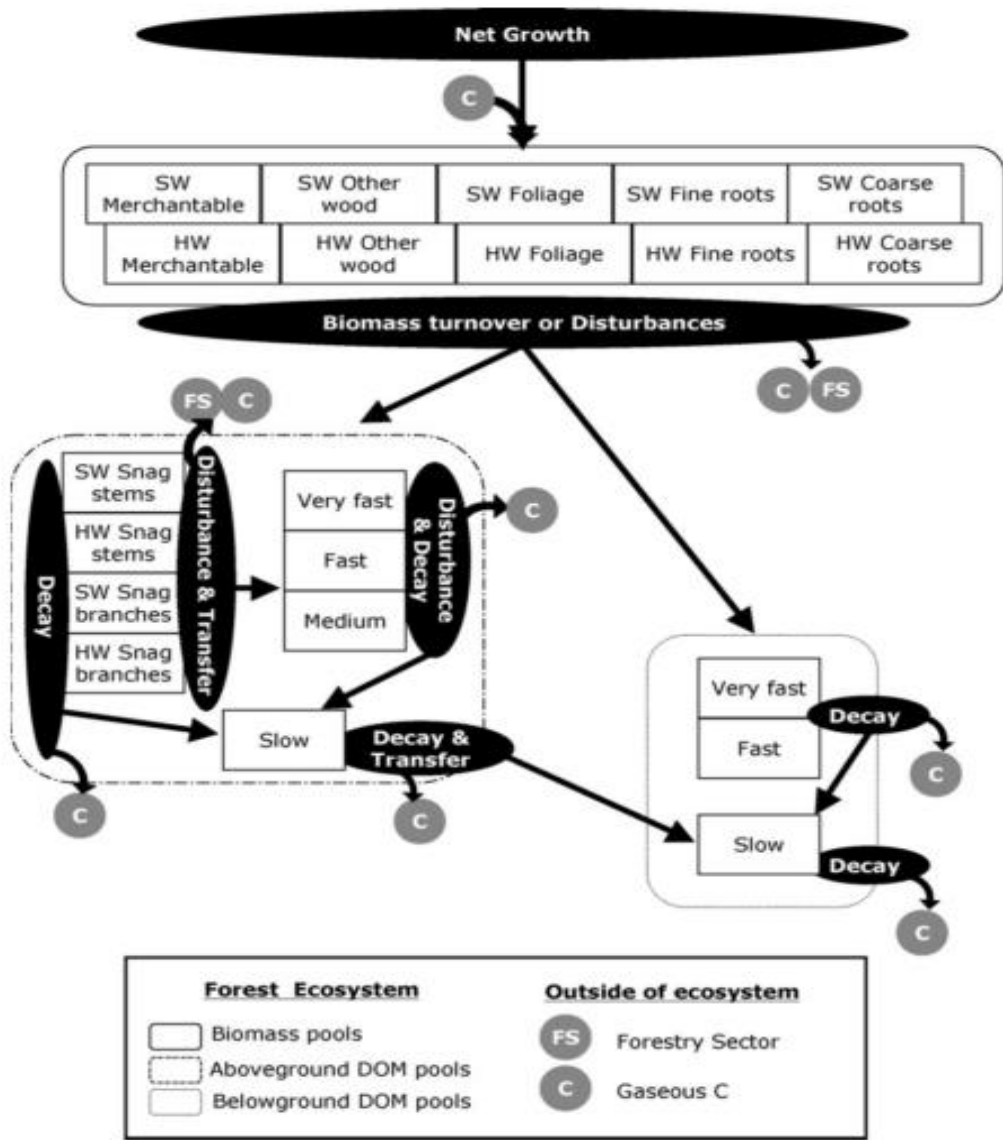 Net Growth
C
SW
Merchantable
SW Other
wood
SW Foliage
SW Fine roots
SW Coarse
roots
HW
Merchantable
HW Other
wood
HW Foliage
HW Fine roots
HW Coarse
roots
Biomass turnover or Disturbances
C
FS
FS
C
Decay
SW Snag
stems
HW Snag
stems
SW Snag
branches
HW Snag
branches
Disturbance & Transfer
Very fast
Fast
Medium
Disturbance
& Decay
C
Slow
Decay &
Transfer
C
C
Very fast
Fast
Decay
C
Slow
Decay
C
Forest Ecosystem
Biomass pools
Aboveground DOM pools
Belowground DOM pools
Outside of ecosystem
FS
Forestry Sector
C
Gaseous C